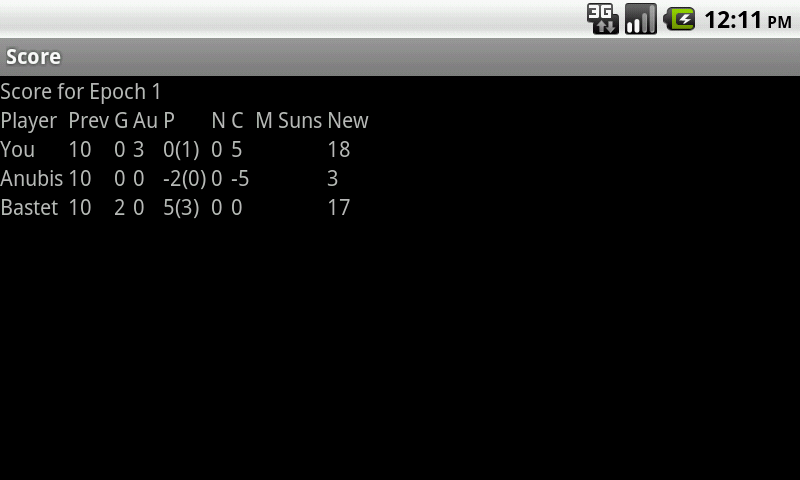 3G 12:11 PM
Score
Score for Epoch 1
Player Prev G Au P N C M Suns New
You 10 0 3 0(1) 0 5 18
Anubis 10 0 0 -2(0) 0 -5 3
Bastet 10 2 0 5(3) 0 0 17